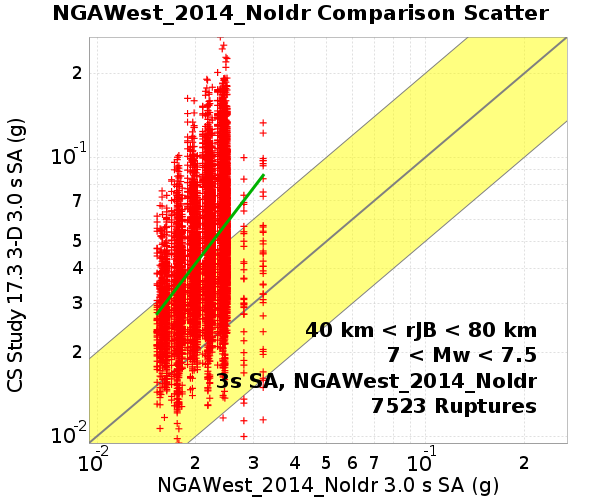 NGAWest_2014_NoIdr Comparison Scatter
CS Study 17.3 3-D 3.0 s SA (g)
2
10⁻¹
7
5
4
3
2
10⁻²
40 km < rJB < 80 km
7 < Mw < 7.5
3s SA, NGAWest_2014_NoIdr
7523 Ruptures
10⁻² 2 3 4 5 6 7 10⁻¹ 2
NGAWest_2014_NoIdr 3.0 s SA (g)